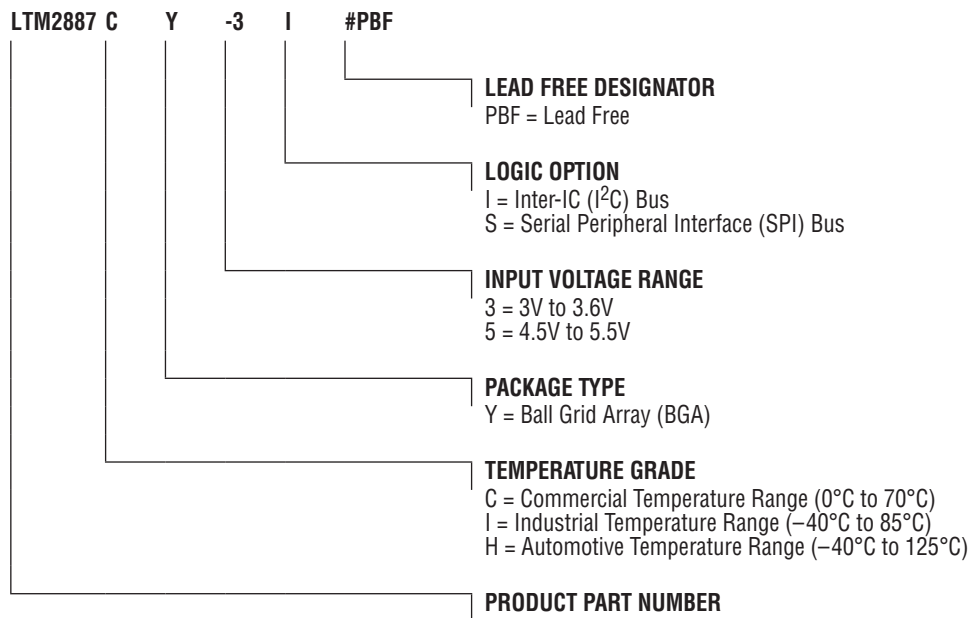 LTM2887 C Y -3 I #PBF
LEAD FREE DESIGNATOR
PBF = Lead Free
LOGIC OPTION
I = Inter-IC (I²C) Bus
S = Serial Peripheral Interface (SPI) Bus
INPUT VOLTAGE RANGE
3 = 3V to 3.6V
5 = 4.5V to 5.5V
PACKAGE TYPE
Y = Ball Grid Array (BGA)
TEMPERATURE GRADE
C = Commercial Temperature Range (0°C to 70°C)
I = Industrial Temperature Range (–40°C to 85°C)
H = Automotive Temperature Range (–40°C to 125°C)
PRODUCT PART NUMBER